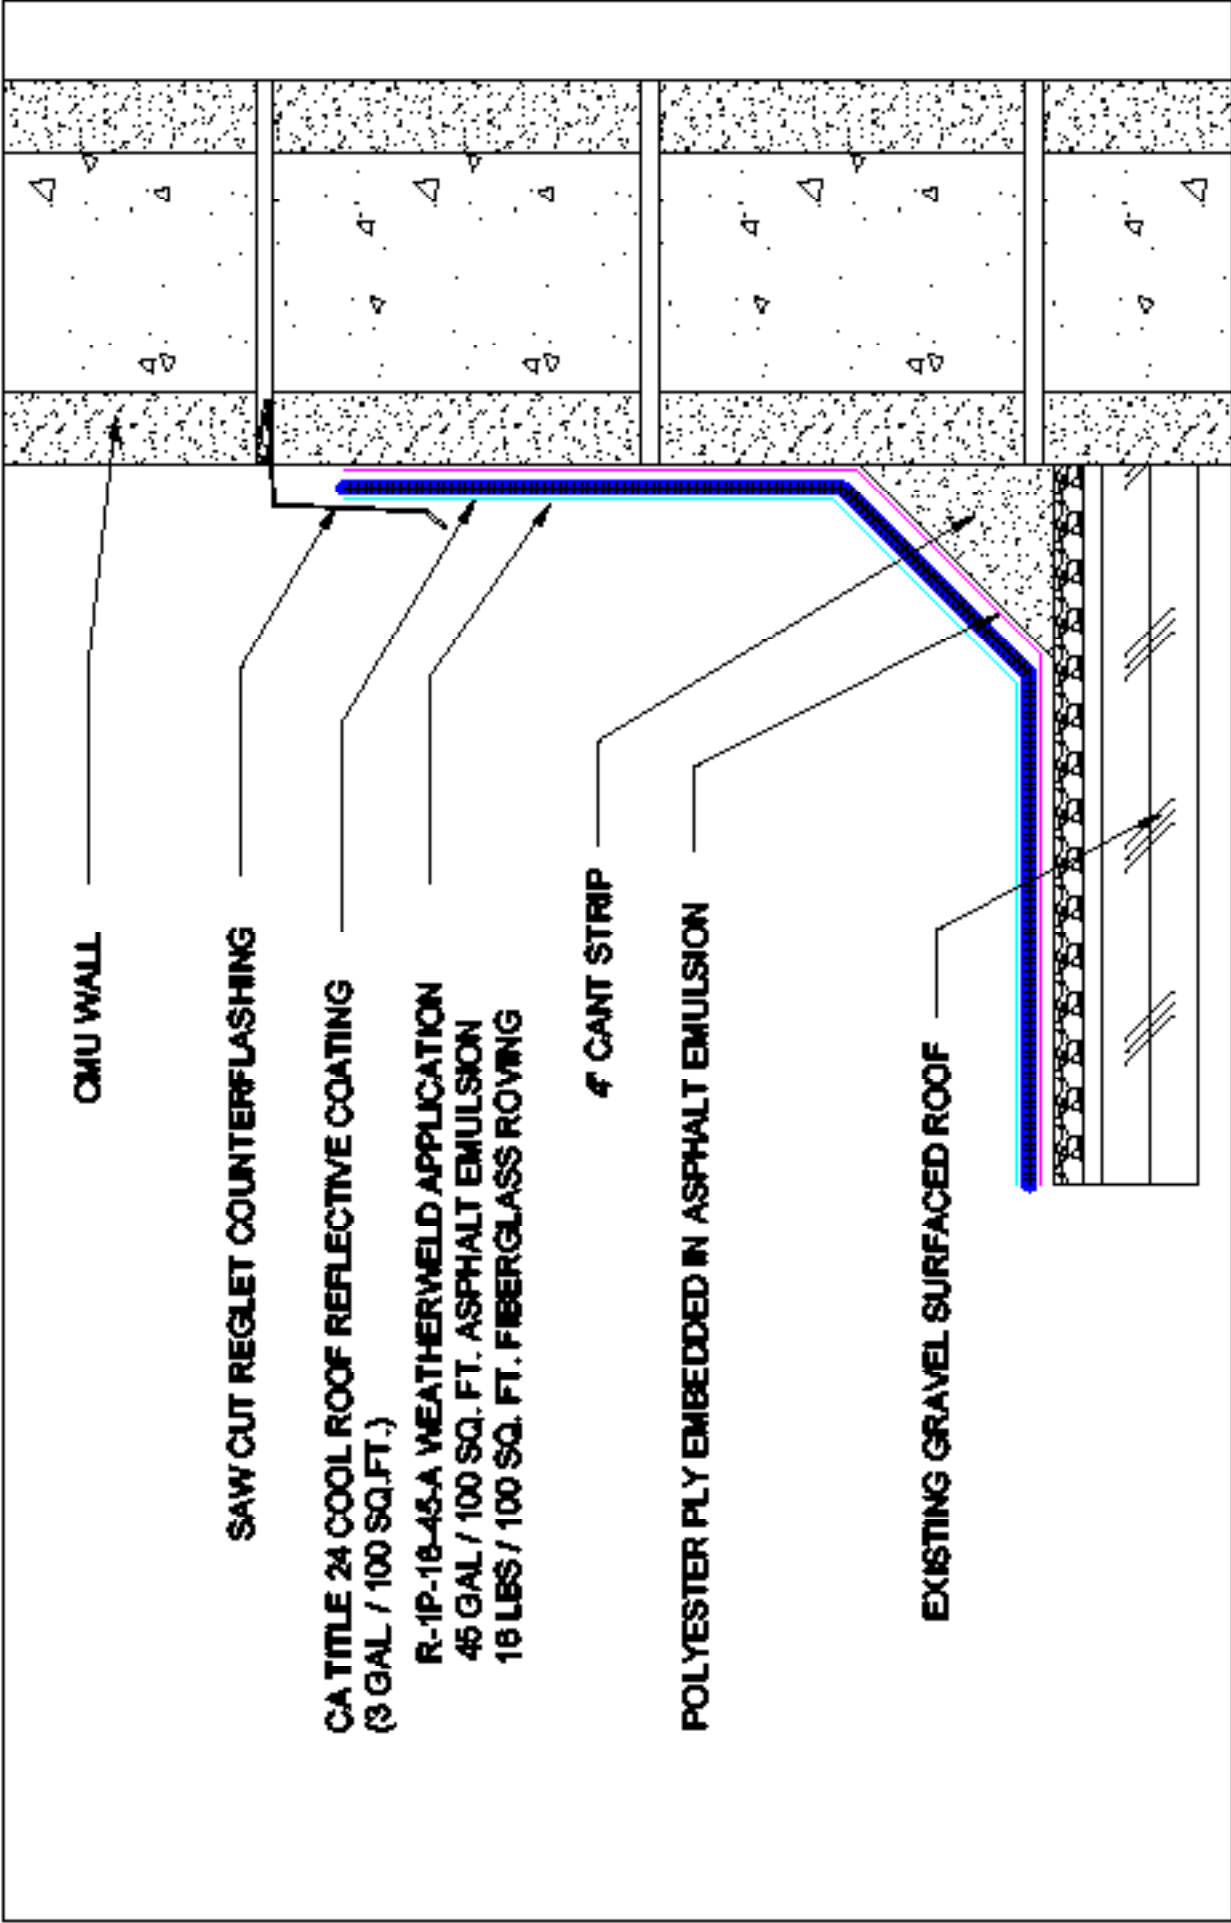 CMU WALL
SAW CUT REGLET COUNTERFLASHING
CA TITLE 24 COOL ROOF REFLECTIVE COATING
(3 GAL / 100 SQ.FT.)
R-1P-16-45-A WEATHERWELD APPLICATION
45 GAL / 100 SQ. FT. ASPHALT EMULSION
16 LBS / 100 SQ. FT. FIBERGLASS ROVING
4" CANT STRIP
POLYESTER PLY EMBEDDED IN ASPHALT EMULSION
EXISTING GRAVEL SURFACED ROOF